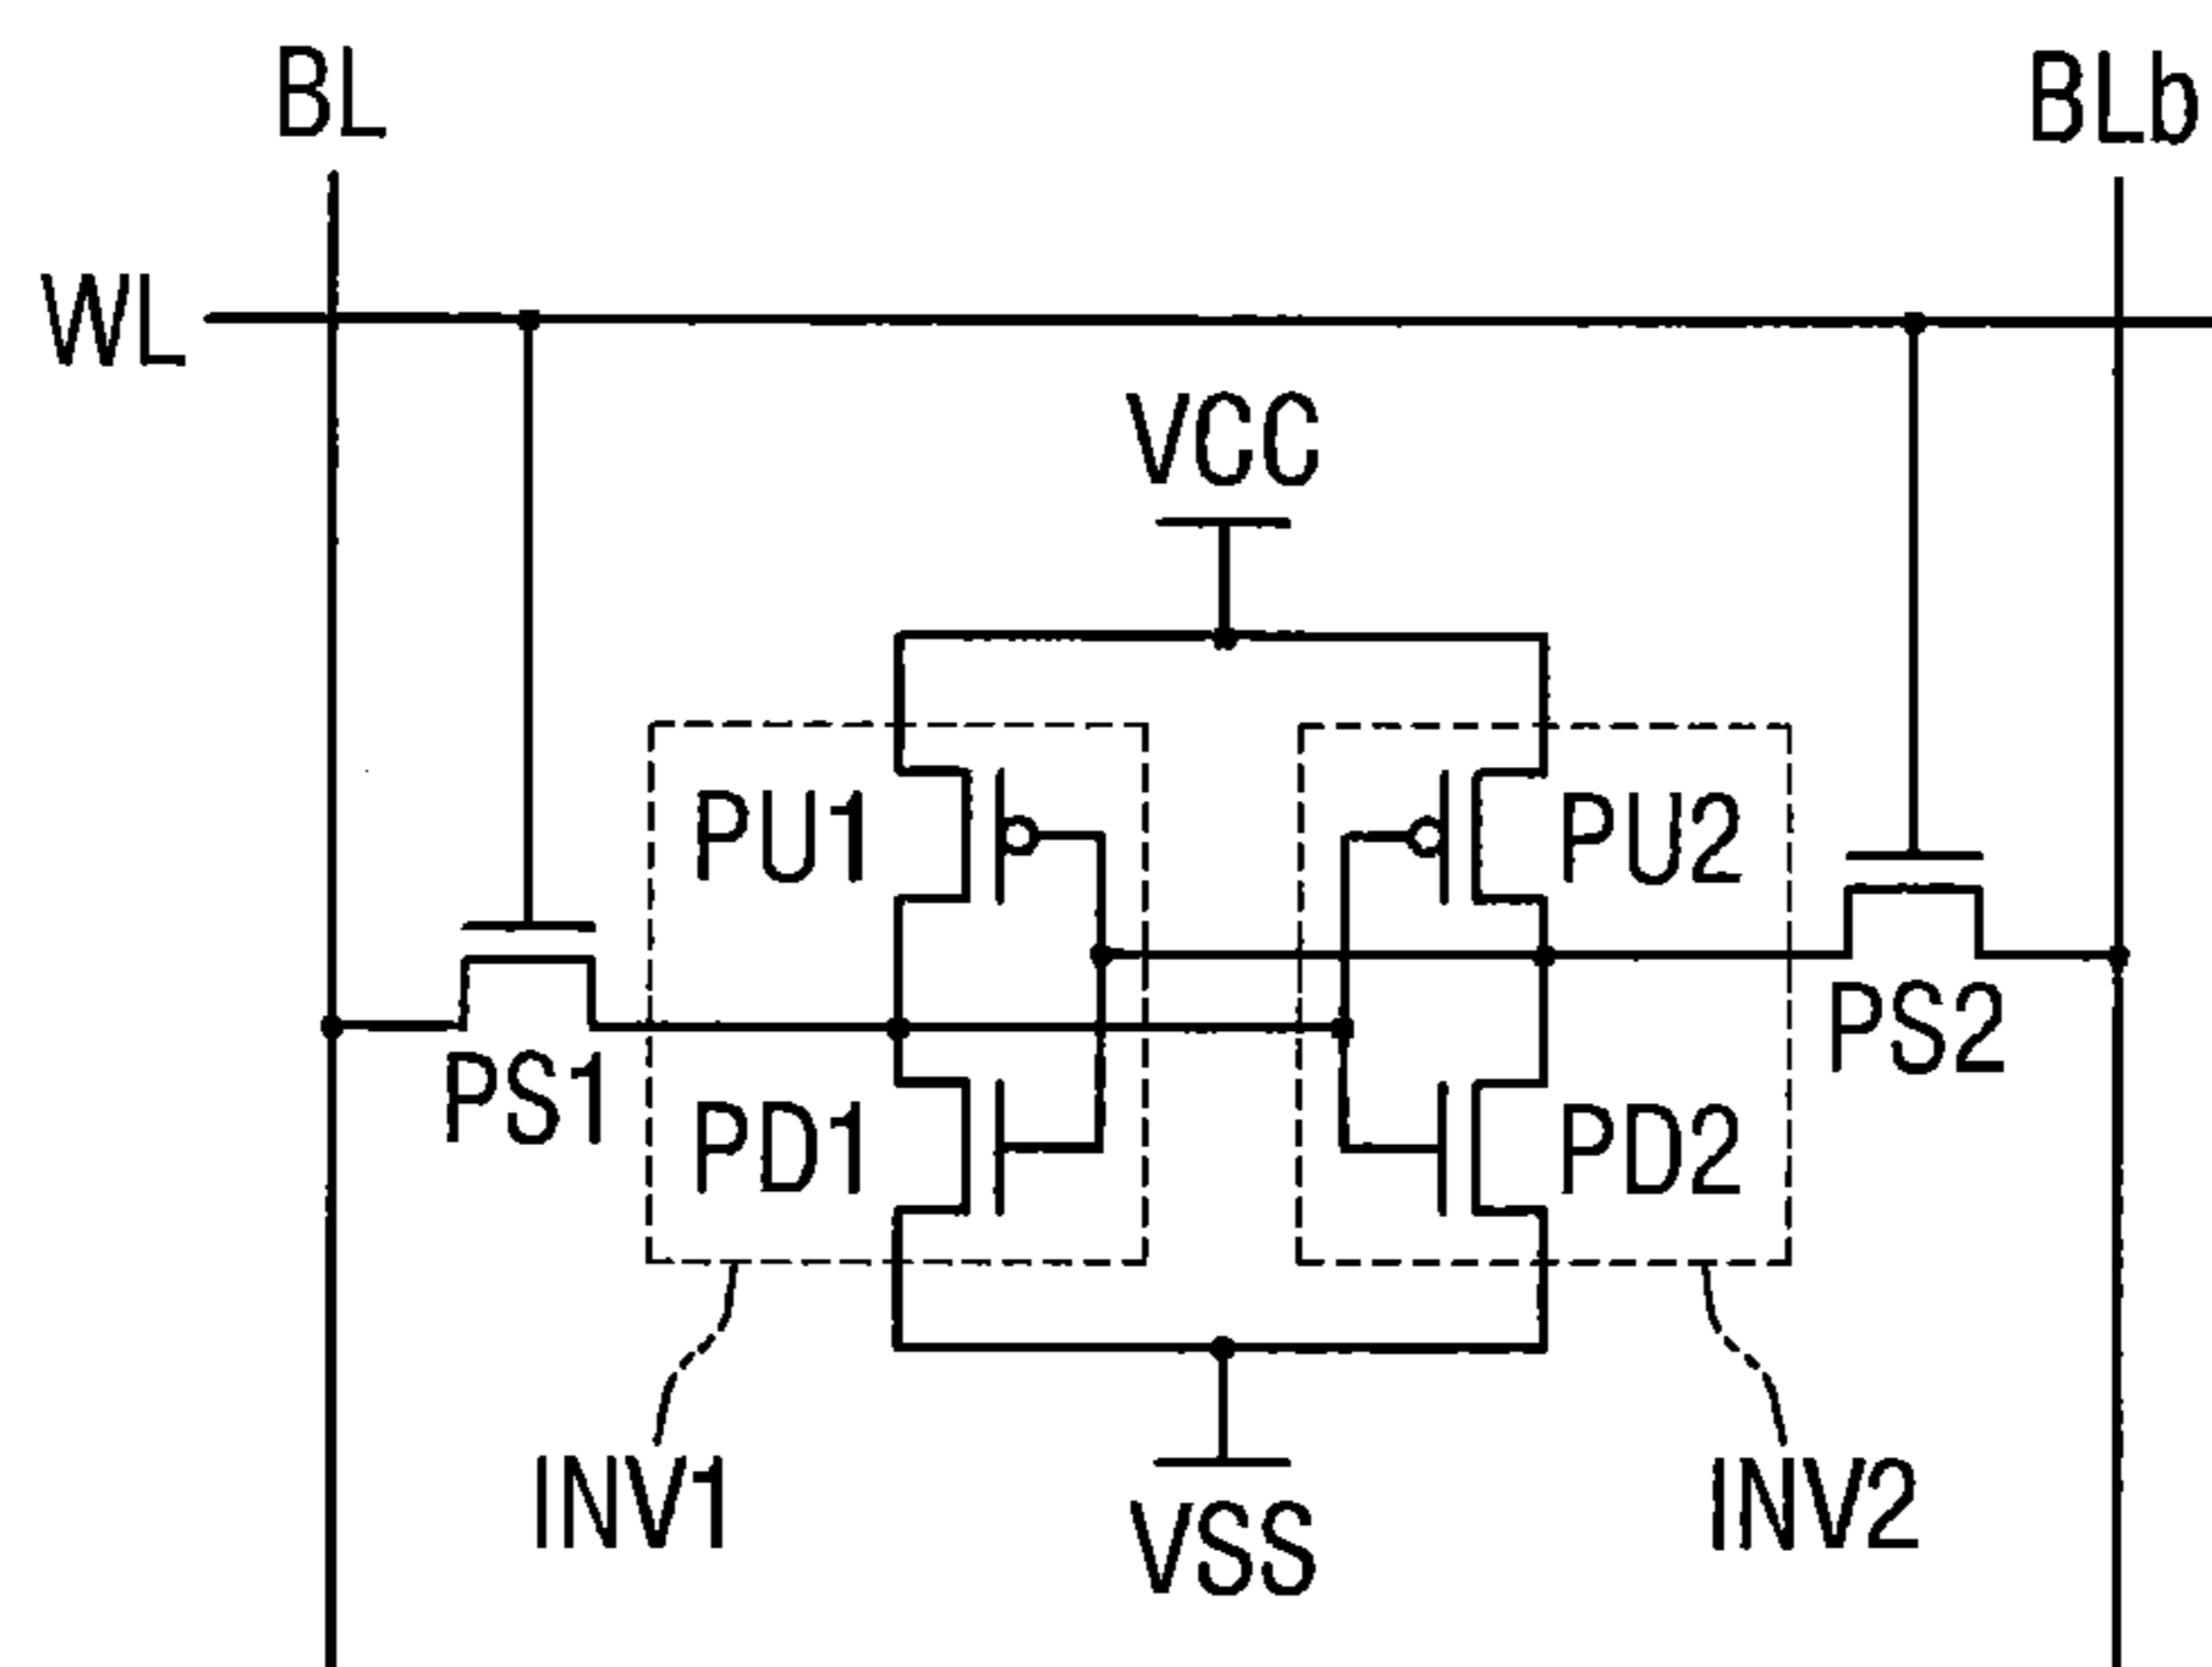 BL
BLb
WL
VCC
PU1
PU2
PS1
PS2
PD1
PD2
INV1
VSS
INV2